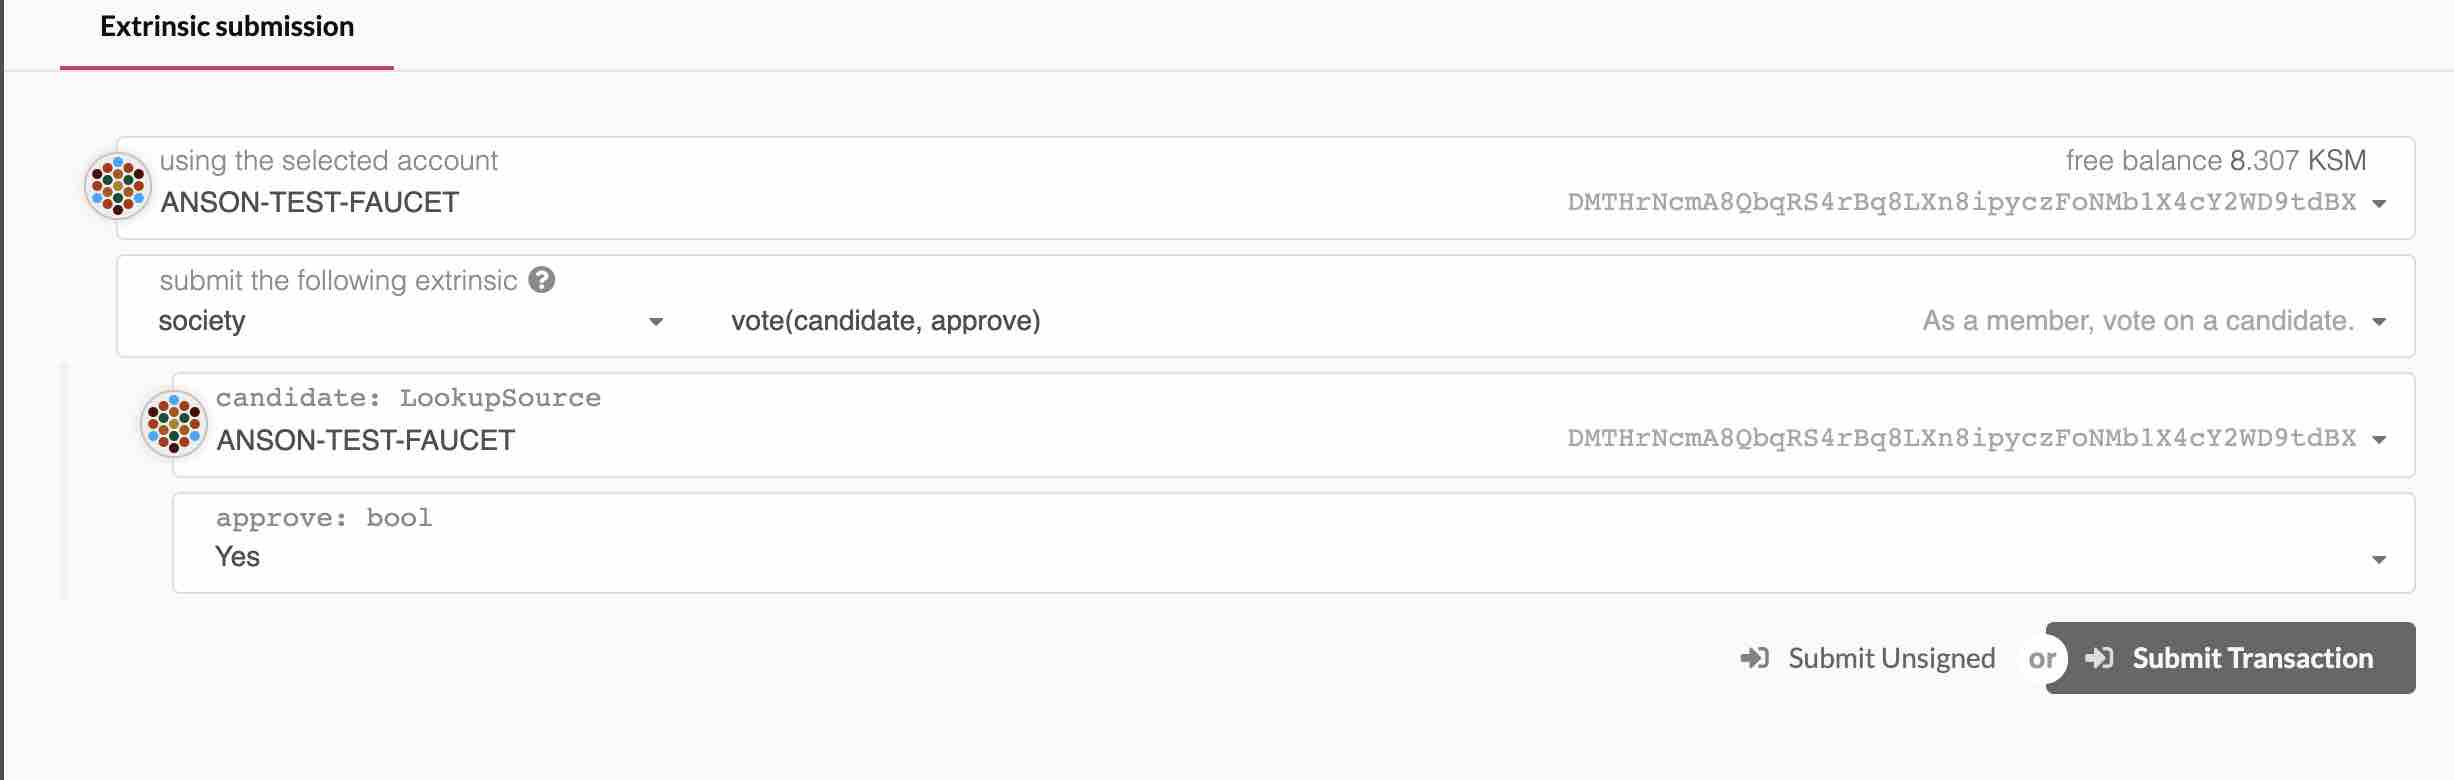 Extrinsic submission
using the selected account
free balance 8.307 KSM
ANSON-TEST-FAUCET
DMTHrNcmA8QbqRS4rBq8LXn8ipyczFoNMb1X4cY2WD9tdBX
submit the following extrinsic ?
society
vote(candidate, approve)
As a member, vote on a candidate.
candidate: LookupSource
ANSON-TEST-FAUCET
DMTHrNcmA8QbqRS4rBq8LXn8ipyczFoNMb1X4cY2WD9tdBX
approve: bool
Yes
Submit Unsigned or Submit Transaction